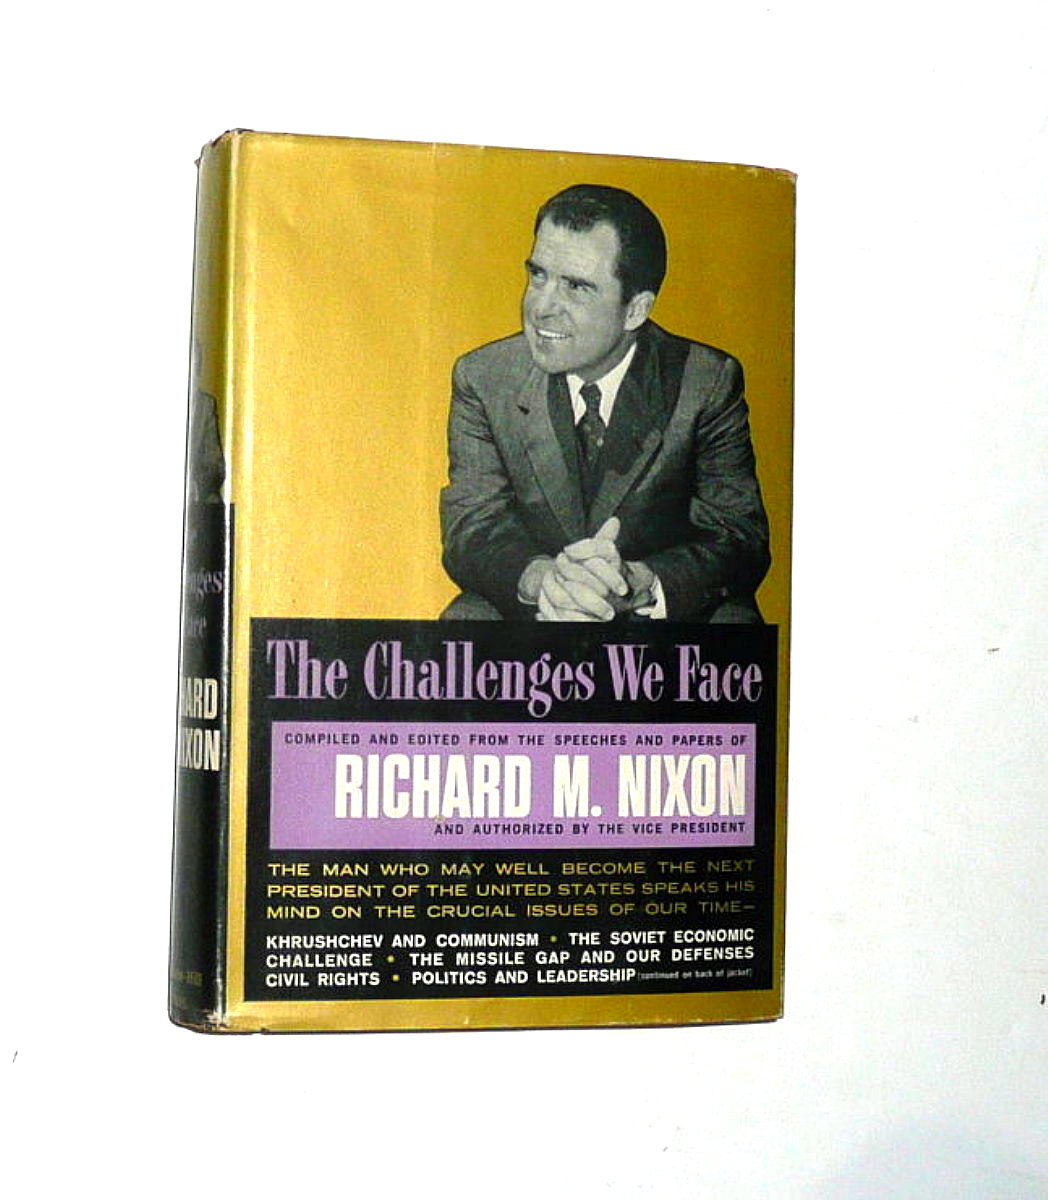 The Challenges We Face
COMPILED AND EDITED FROM THE SPEECHES AND PAPERS OF
RICHARD M. NIXON
AND AUTHORIZED BY THE VICE PRESIDENT
THE MAN WHO MAY WELL BECOME THE NEXT
PRESIDENT OF THE UNITED STATES SPEAKS HIS
MIND ON THE CRUCIAL ISSUES OF OUR TIME—
KHRUSHCHEV AND COMMUNISM • THE SOVIET ECONOMIC
CHALLENGE • THE MISSILE GAP AND OUR DEFENSES
CIVIL RIGHTS • POLITICS AND LEADERSHIP (continued on back of jacket)